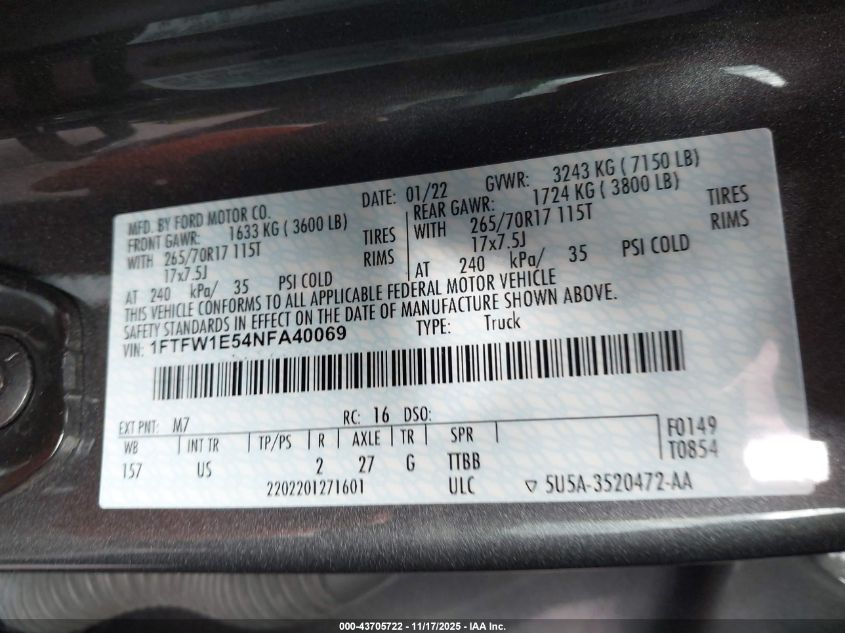 MFD. BY FORD MOTOR CO.
DATE: 01/22 GVWR: 3243 KG ( 7150 LB)
FRONT GAWR: 1633 KG ( 3600 LB)
REAR GAWR: 1724 KG ( 3800 LB)
WITH 265/70R17 115T TIRES
WITH 265/70R17 115T TIRES
17x7.5J RIMS
17x7.5J RIMS
AT 240 kPa/ 35 PSI COLD
AT 240 kPa/ 35 PSI COLD
THIS VEHICLE CONFORMS TO ALL APPLICABLE FEDERAL MOTOR VEHICLE
SAFETY STANDARDS IN EFFECT ON THE DATE OF MANUFACTURE SHOWN ABOVE.
VIN: 1FTFW1E54NFA40069 TYPE: Truck
EXT PNT: M7 RC: 16 DSO:
WB INT TR TP/PS R AXLE TR SPR
157 US 2 27 G TTBB
F0149
T0854
2202201271601 ULC ▽ 5U5A-3520472-AA
000-43705722 - 11/17/2025 - IAA Inc.